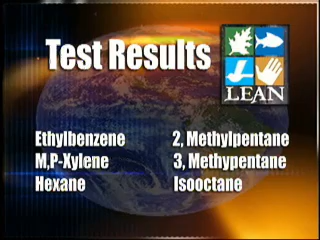 Test Results
LEAN
Ethylbenzene 2, Methylpentane
M,P-Xylene 3, Methypentane
Hexane Isooctane